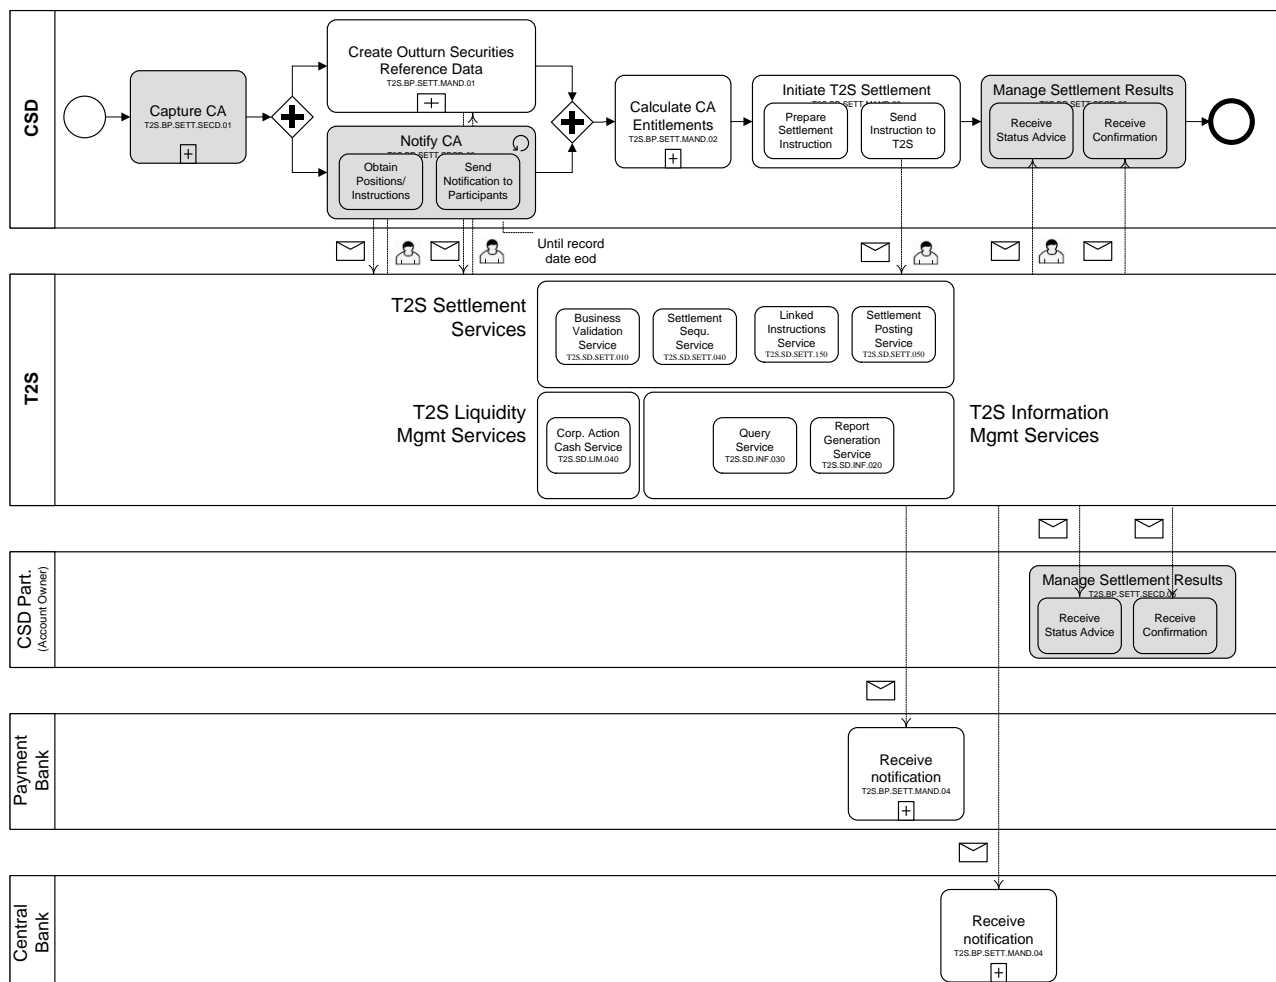 CSD
Capture CA
T2S.BP.SETT.SECD.01
Create Outturn Securities
Reference Data
T2S.BP.SETT.MAND.01
Notify CA
Obtain
Positions/
Instructions
Send
Notification to
Participants
Calculate CA
Entitlements
T2S.BP.SETT.MAND.02
Initiate T2S Settlement
Prepare
Settlement
Instruction
Send
Instruction to
T2S
Manage Settlement Results
Receive
Status Advice
Receive
Confirmation
Until record
date eod
T2S
T2S Settlement
Services
Business
Validation
Service
T2S.SD.SETT.010
Settlement
Sequ.
Service
T2S.SD.SETT.040
Linked
Instructions
Service
T2S.SD.SETT.150
Settlement
Posting
Service
T2S.SD.SETT.050
T2S Liquidity
Mgmt Services
Corp. Action
Cash Service
T2S.SD.LIM.040
Query
Service
T2S.SD.INF.030
Report
Generation
Service
T2S.SD.INF.020
T2S Information
Mgmt Services
CSD Part.
(Account Owner)
Manage Settlement Results
Receive
Status Advice
Receive
Confirmation
Payment
Bank
Receive
notification
T2S.BP.SETT.MAND.04
Central
Bank
Receive
notification
T2S.BP.SETT.MAND.04